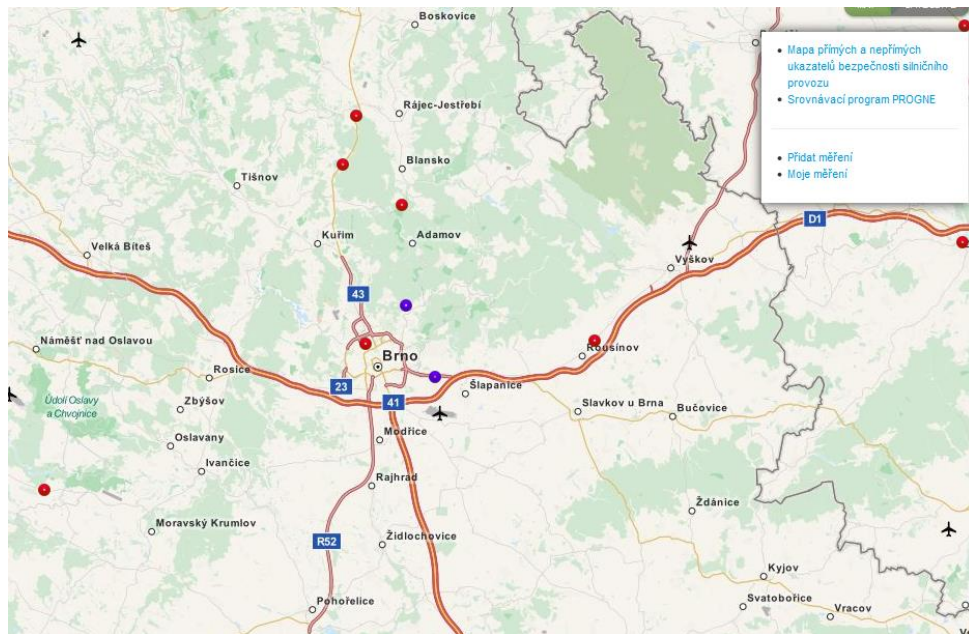 Boskovice
Mapa přímých a nepřímých
ukazatelů bezpečnosti silničního
provozu
Srovnávací program PROGNE
Rájec-Jestřebí
Blansko
Přidat měření
Moje měření
Tišnov
D1
Velká Bíteš
Kuřim
Adamov
Vyškov
43
Náměšť nad Oslavou
Rousínov
Brno
Rosice
23
Šlapanice
Údolí Oslavy
a Chvojnice
Zbýšov
41
Slavkov u Brna
Bučovice
Oslavany
Modřice
Ivančice
Rajhrad
Ždánice
Moravský Krumlov
R52
Židlochovice
Kyjov
Pohořelice
Svatobořice
Vracov